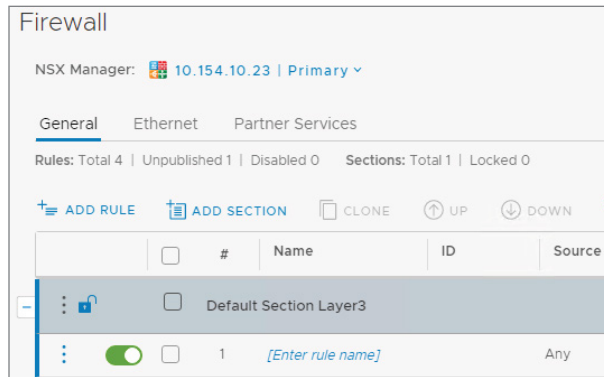 Firewall
NSX Manager: 10.154.10.23 | Primary
General Ethernet Partner Services
Rules: Total 4 | Unpublished 1 | Disabled 0 Sections: Total 1 | Locked 0
ADD RULE ADD SECTION CLONE UP DOWN
# Name ID Source
Default Section Layer3
1 [Enter rule name] Any